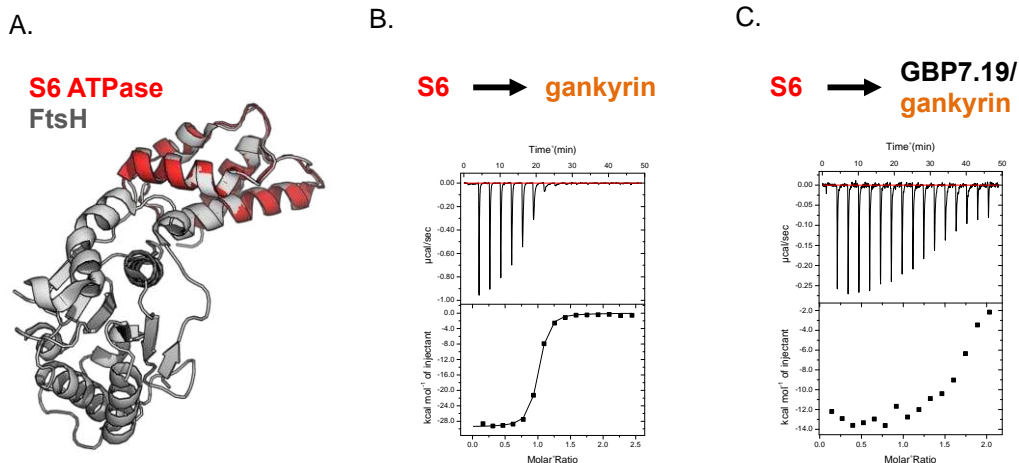 A.
S6 ATPase
FtsH
B.
S6 gankyrin
Time (min)
0 10 20 30 40 50
0.00
-0.20
-0.40
-0.60
-0.80
-1.00
µcal/sec
0.0
-4.0
-8.0
-12.0
-16.0
-20.0
-24.0
-28.0
kcal mol-1 of injectant
0.0 0.5 1.0 1.5 2.0 2.5
Molar Ratio
C.
S6 GBP7.19/
gankyrin
Time (min)
0 10 20 30 40 50
0.00
-0.05
-0.10
-0.15
-0.20
-0.25
µcal/sec
-2.0
-4.0
-6.0
-8.0
-10.0
-12.0
-14.0
kcal mol-1 of injectant
0.0 0.5 1.0 1.5 2.0
Molar Ratio